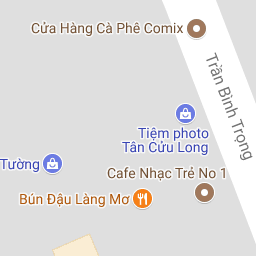 Cửa Hàng Cà Phê Comix
Trần Bình Trọng
Tiệm photo
Tân Cửu Long
Tường
Cafe Nhạc Trẻ No 1
Bún Đậu Làng Mơ